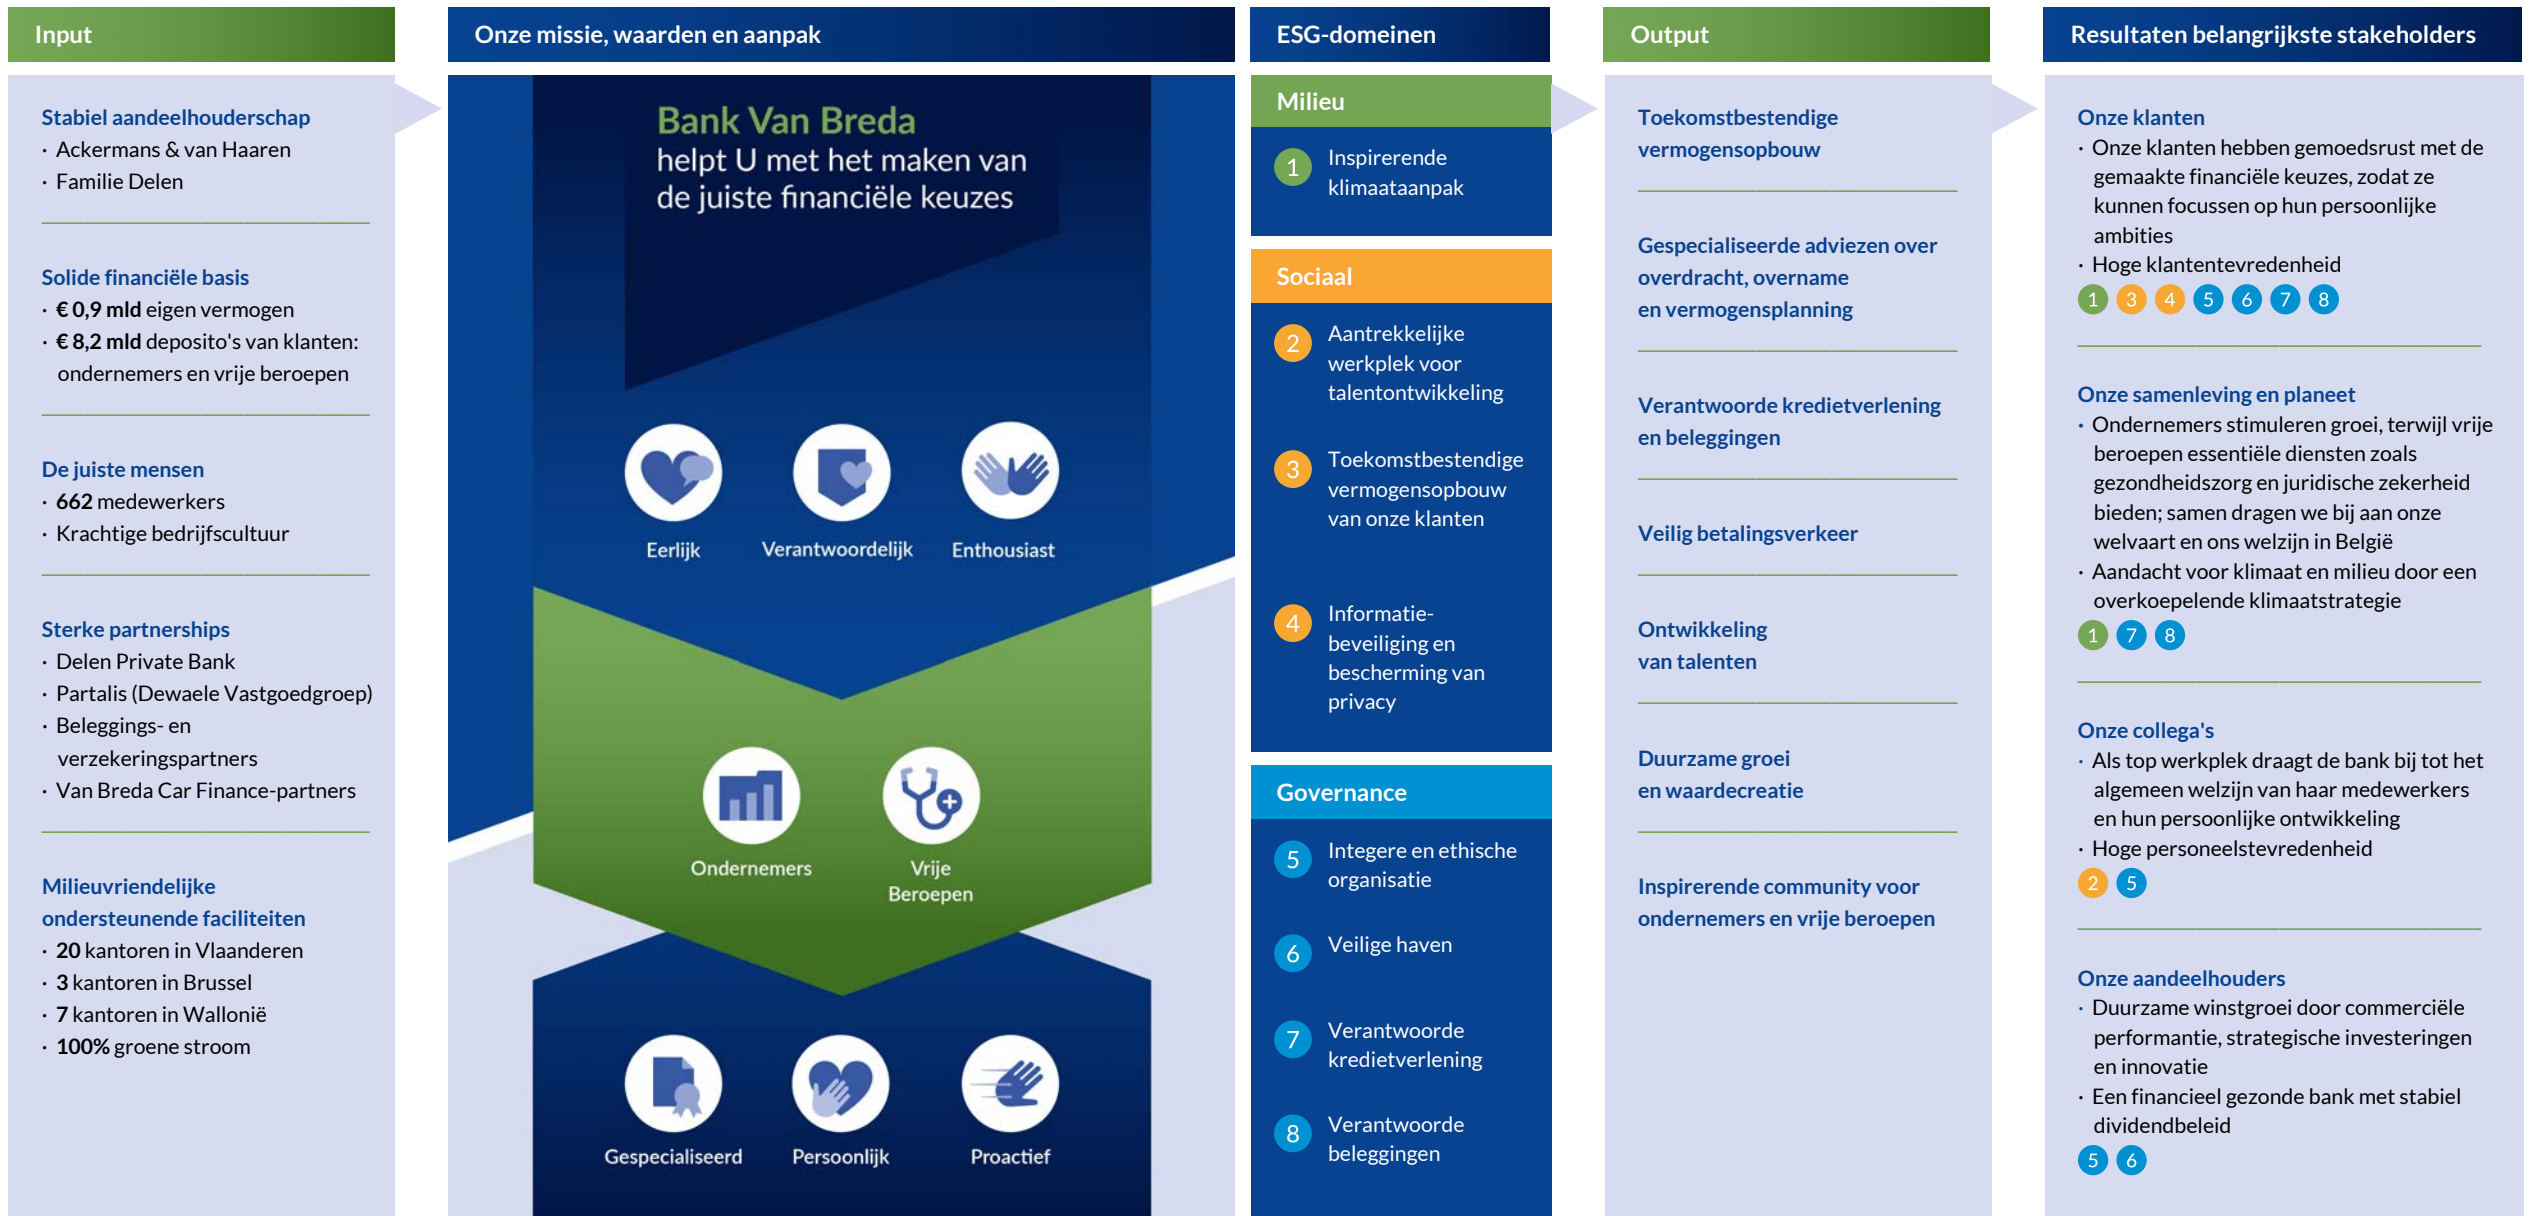 Input
Stabiel aandeelhouderschap
· Ackermans & van Haaren
· Familie Delen
Solide financiële basis
· € 0,9 mld eigen vermogen
· € 8,2 mld deposito's van klanten:
ondernemers en vrije beroepen
De juiste mensen
· 662 medewerkers
· Krachtige bedrijfscultuur
Sterke partnerships
· Delen Private Bank
· Partalis (Dewaele Vastgoedgroep)
· Beleggings- en
verzekeringspartners
· Van Breda Car Finance-partners
Milieuvriendelijke
ondersteunende faciliteiten
· 20 kantoren in Vlaanderen
· 3 kantoren in Brussel
· 7 kantoren in Wallonië
· 100% groene stroom
Onze missie, waarden en aanpak
Bank Van Breda
helpt U met het maken van
de juiste financiële keuzes
Eerlijk
Verantwoordelijk
Enthousiast
Ondernemers
Vrije
Beroepen
Gespecialiseerd
Persoonlijk
Proactief
ESG-domeinen
Milieu
1 Inspirerende
klimaataanpak
Sociaal
2 Aantrekkelijke
werkplek voor
talentontwikkeling
3 Toekomstbestendige
vermogensopbouw
van onze klanten
4 Informatie-
beveiliging en
bescherming van
privacy
Governance
5 Integere en ethische
organisatie
6 Veilige haven
7 Verantwoorde
kredietverlening
8 Verantwoorde
beleggingen
Output
Toekomstbestendige
vermogensopbouw
Gespecialiseerde adviezen over
overdracht, overname
en vermogensplanning
Verantwoorde kredietverlening
en beleggingen
Veilig betalingsverkeer
Ontwikkeling
van talenten
Duurzame groei
en waardecreatie
Inspirerende community voor
ondernemers en vrije beroepen
Resultaten belangrijkste stakeholders
Onze klanten
· Onze klanten hebben gemoedsrust met de
gemaakte financiële keuzes, zodat ze
kunnen focussen op hun persoonlijke
ambities
· Hoge klantentevredenheid
1 3 4 5 6 7 8
Onze samenleving en planeet
· Ondernemers stimuleren groei, terwijl vrije
beroepen essentiële diensten zoals
gezondheidszorg en juridische zekerheid
bieden; samen dragen we bij aan onze
welvaart en ons welzijn in België
· Aandacht voor klimaat en milieu door een
overkoepelende klimaatstrategie
1 7 8
Onze collega's
· Als top werkplek draagt de bank bij tot het
algemeen welzijn van haar medewerkers
en hun persoonlijke ontwikkeling
· Hoge personeelstevredenheid
2 5
Onze aandeelhouders
· Duurzame winstgroei door commerciële
performantie, strategische investeringen
en innovatie
· Een financieel gezonde bank met stabiel
dividendbeleid
5 6